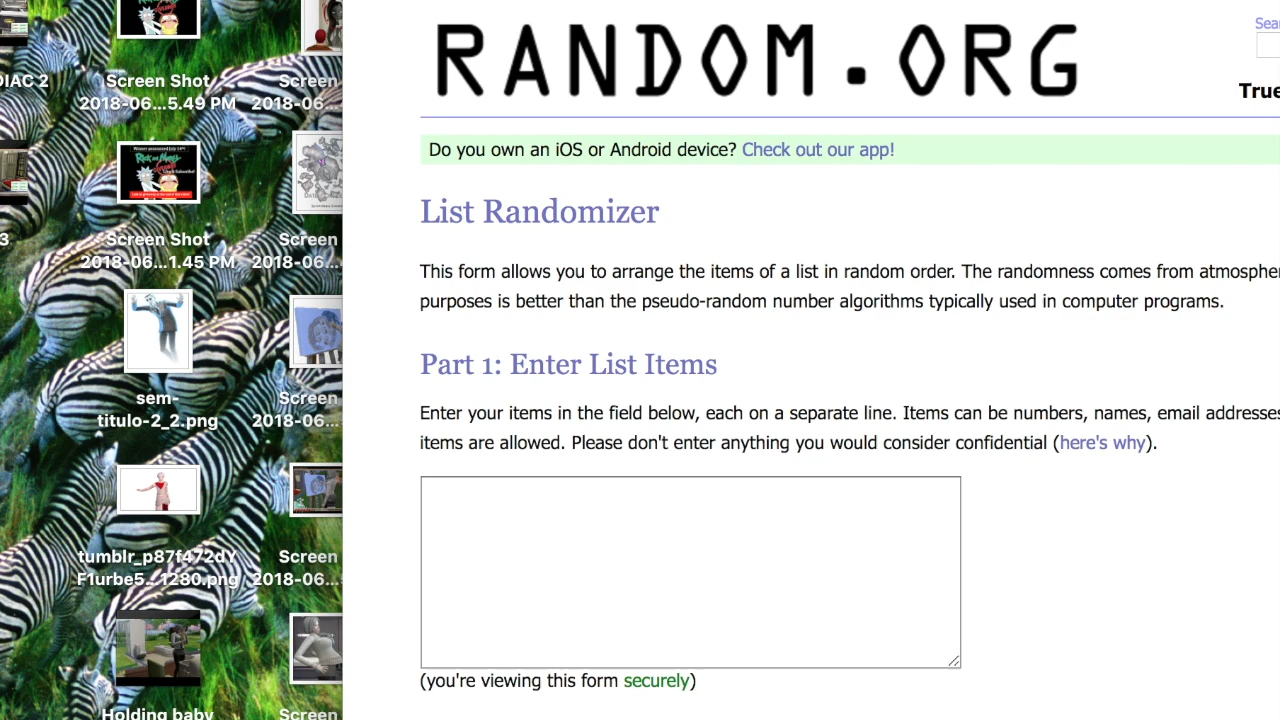 DIAC 2
Screen Shot
2018-06...5.49 PM
Screen
2018-06...
3
Screen Shot
2018-06...1.45 PM
Screen
2018-06...
sem-
titulo-2_2.png
Screen
2018-06...
tumblr_p87f472dY
F1urbe5...1280.png
Screen
2018-06...
Holding baby
Screen
RANDOM.ORG
Sear
True
Do you own an iOS or Android device? Check out our app!
List Randomizer
This form allows you to arrange the items of a list in random order. The randomness comes from atmospher
purposes is better than the pseudo-random number algorithms typically used in computer programs.
Part 1: Enter List Items
Enter your items in the field below, each on a separate line. Items can be numbers, names, email addresses
items are allowed. Please don't enter anything you would consider confidential (here's why).
(you're viewing this form securely)